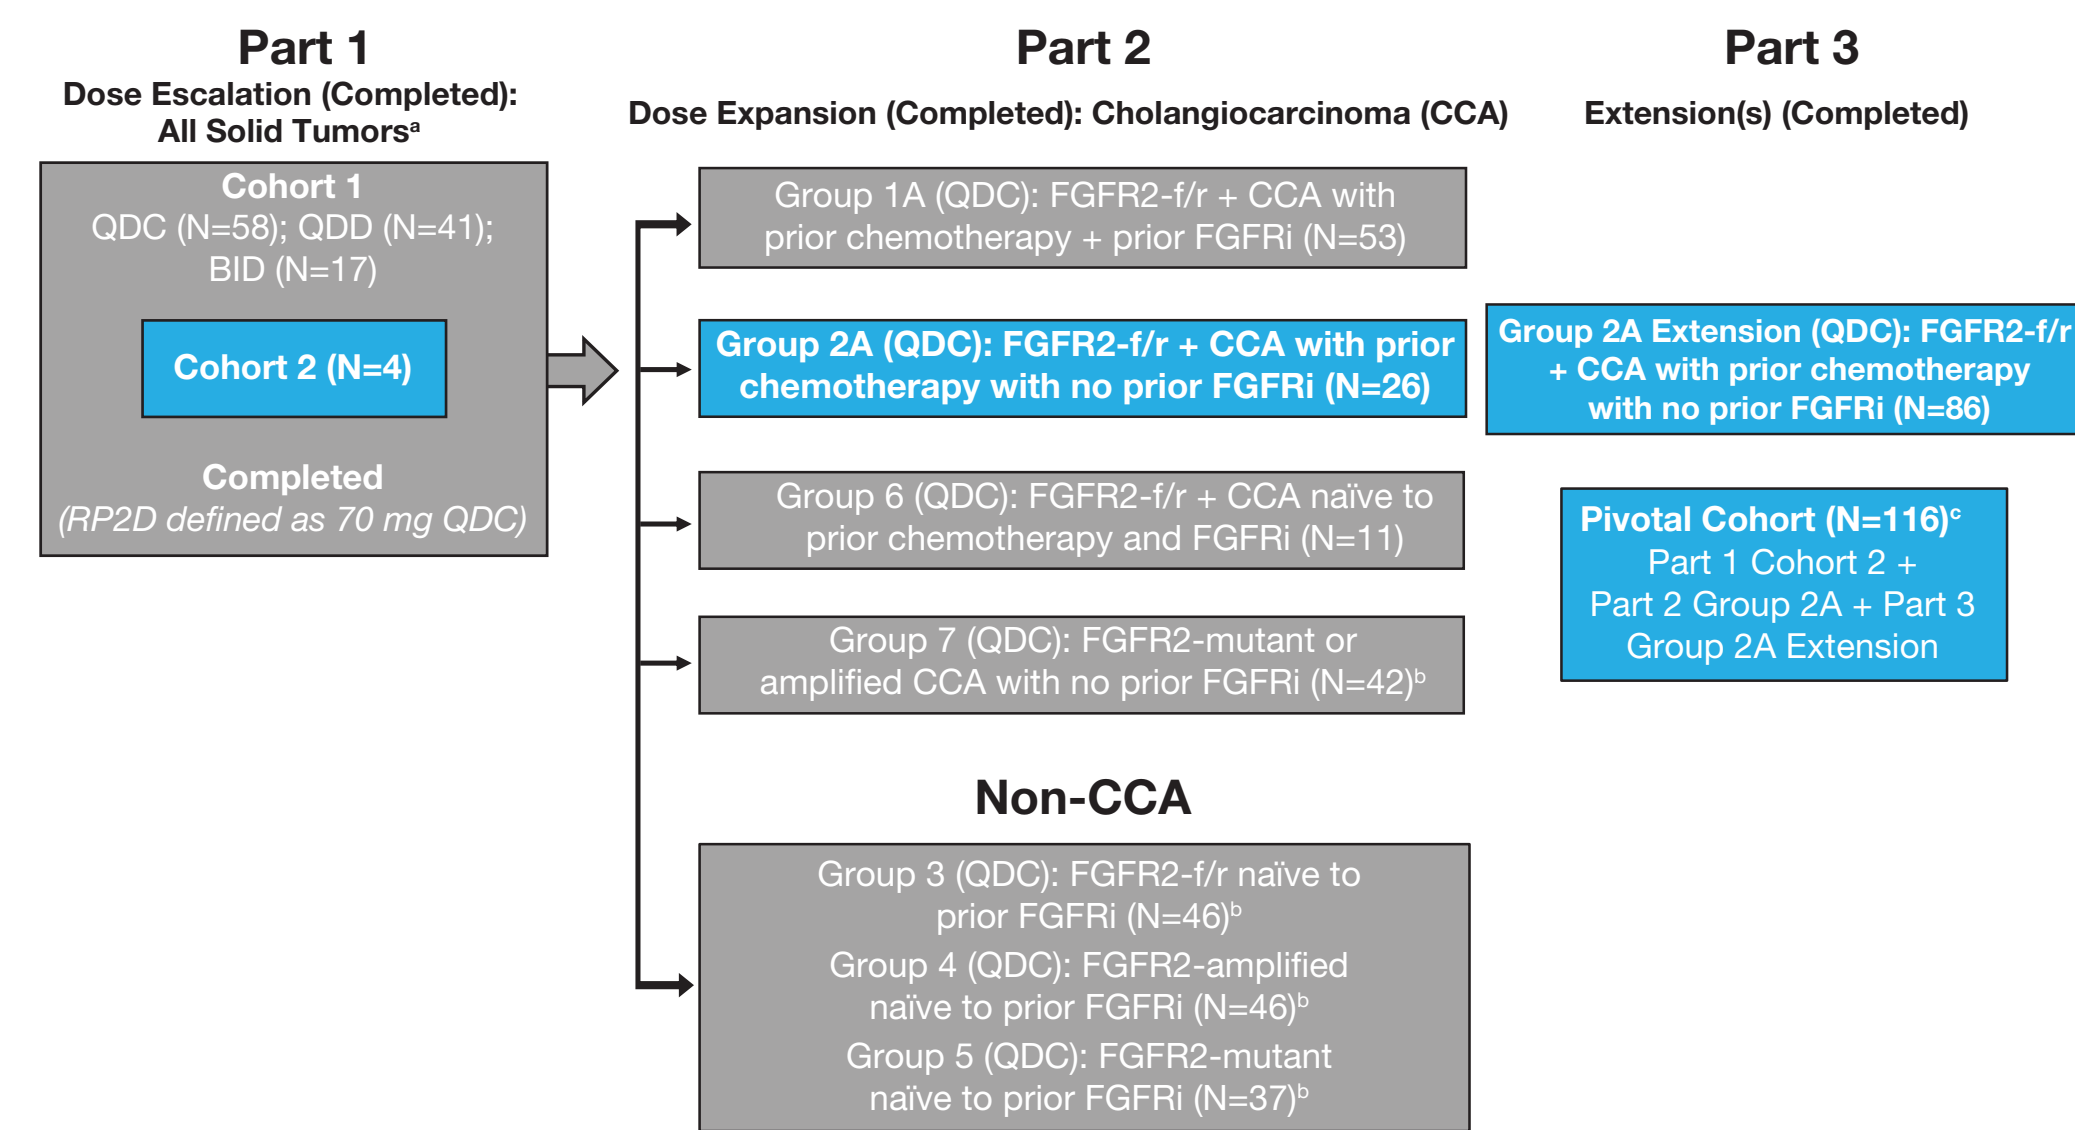 Part 1
Dose Escalation (Completed):
All Solid Tumorsᵃ
Cohort 1
QDC (N=58); QDD (N=41);
BID (N=17)
Cohort 2 (N=4)
Completed
(RP2D defined as 70 mg QDC)
Part 2
Dose Expansion (Completed): Cholangiocarcinoma (CCA)
Group 1A (QDC): FGFR2-f/r + CCA with
prior chemotherapy + prior FGFRi (N=53)
Group 2A (QDC): FGFR2-f/r + CCA with prior
chemotherapy with no prior FGFRi (N=26)
Group 6 (QDC): FGFR2-f/r + CCA naïve to
prior chemotherapy and FGFRi (N=11)
Group 7 (QDC): FGFR2-mutant or
amplified CCA with no prior FGFRi (N=42)ᵇ
Non-CCA
Group 3 (QDC): FGFR2-f/r naïve to
prior FGFRi (N=46)ᵇ
Group 4 (QDC): FGFR2-amplified
naïve to prior FGFRi (N=46)ᵇ
Group 5 (QDC): FGFR2-mutant
naïve to prior FGFRi (N=37)ᵇ
Part 3
Extension(s) (Completed)
Group 2A Extension (QDC): FGFR2-f/r
+ CCA with prior chemotherapy
with no prior FGFRi (N=86)
Pivotal Cohort (N=116)ᶜ
Part 1 Cohort 2 +
Part 2 Group 2A + Part 3
Group 2A Extension